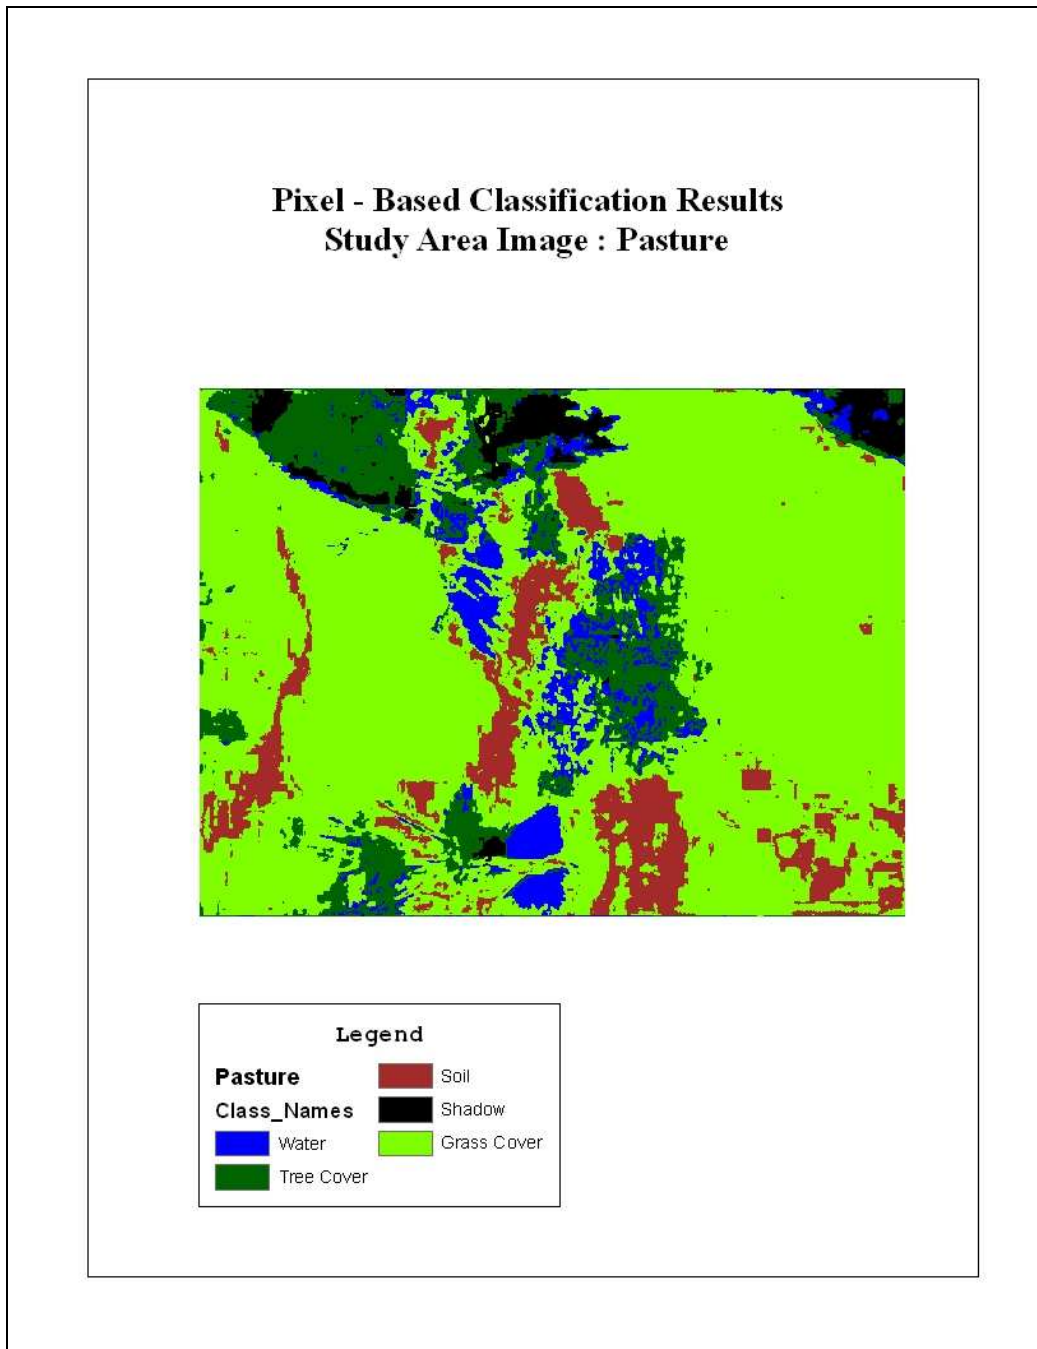 Pixel - Based Classification Results
Study Area Image : Pasture
Legend
Pasture
Class_Names
Water
Tree Cover
Soil
Shadow
Grass Cover